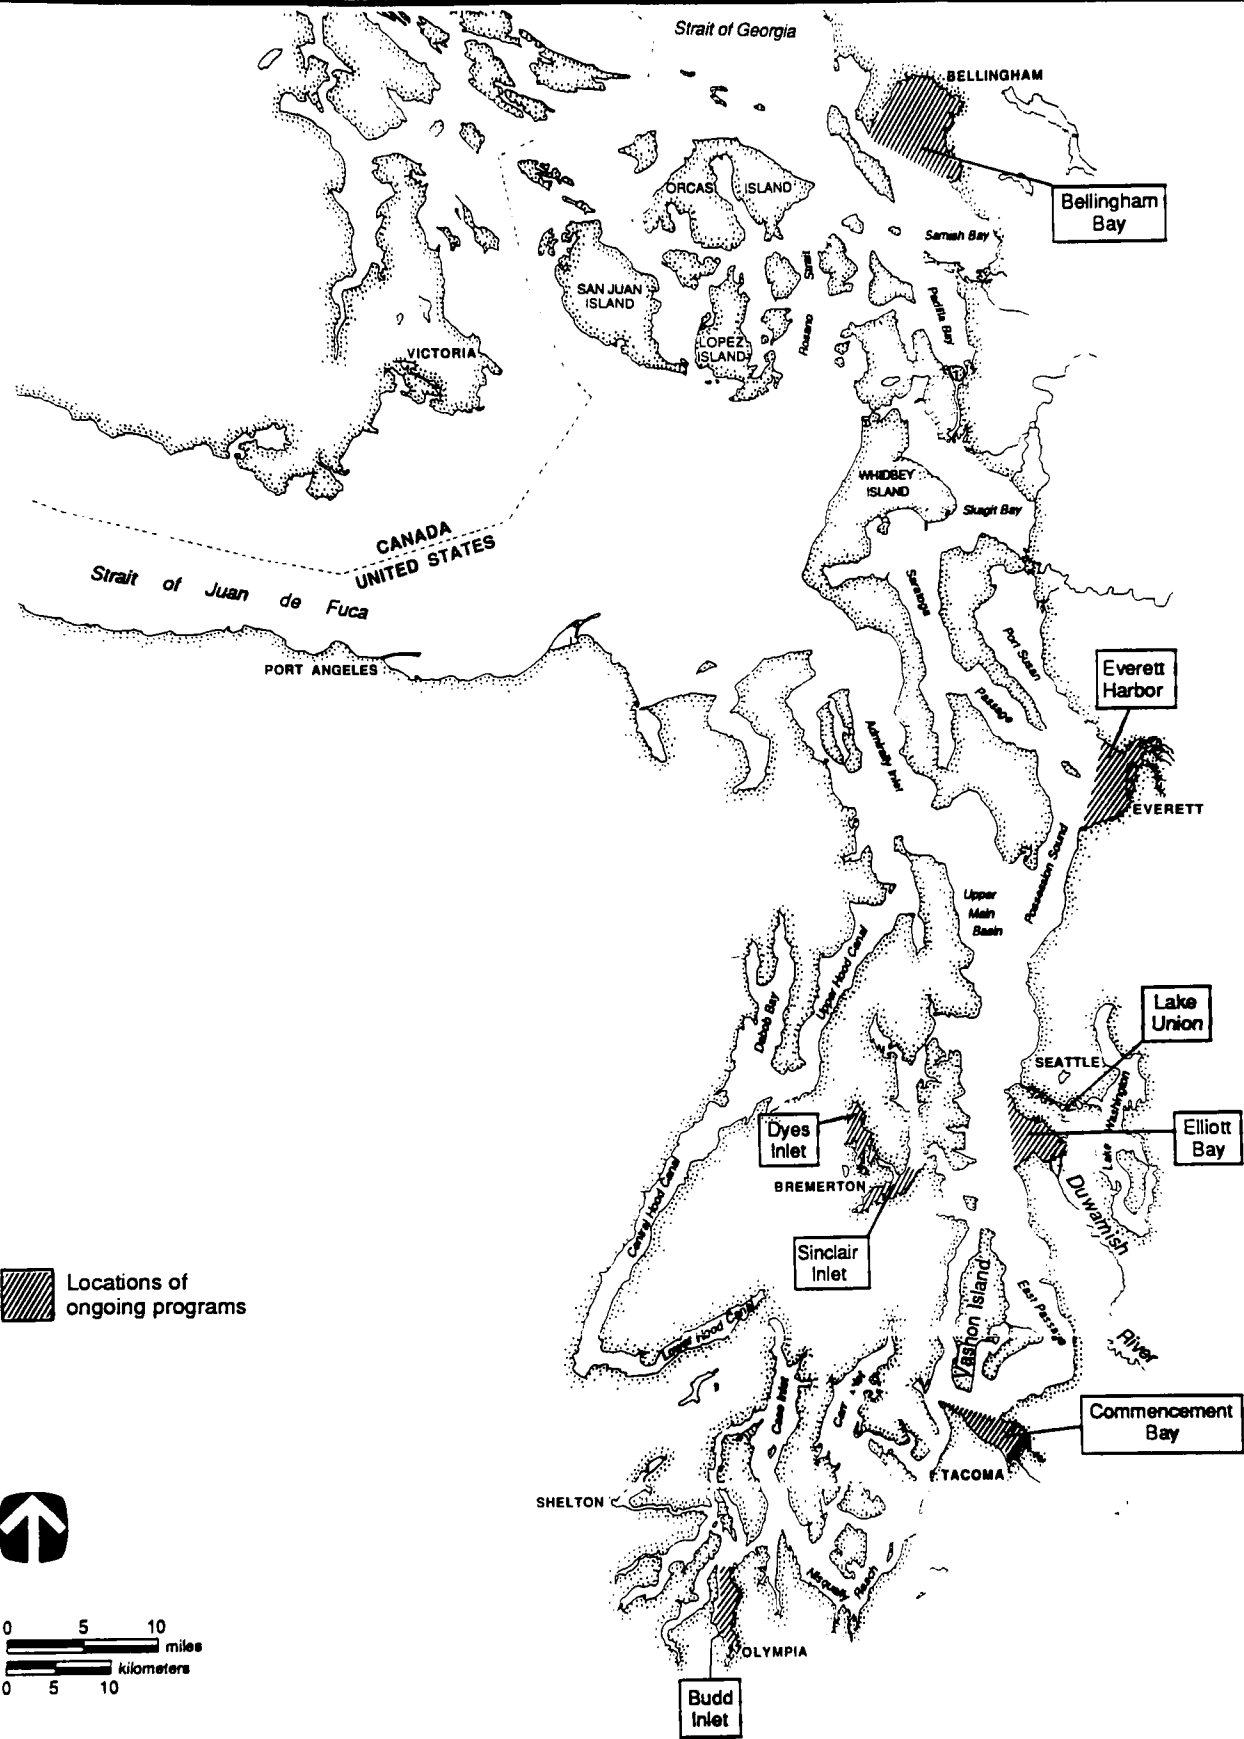 Strait of Georgia
BELLINGHAM
Bellingham
Bay
ORCAS
ISLAND
Samish Bay
SAN JUAN
ISLAND
Strait
Rosario
Padilla Bay
LOPEZ
ISLAND
VICTORIA
WHIDBEY
ISLAND
Skagit Bay
CANADA
UNITED STATES
Strait of Juan de Fuca
Saratoga
Passage
Port Susan
PORT ANGELES
Everett
Harbor
Admiralty Inlet
EVERETT
Possession Sound
Upper
Main
Basin
Upper Hood Canal
Dabob Bay
Lake
Union
SEATTLE
Lake Washington
Dyes
Inlet
Elliott
Bay
BREMERTON
Central Hood Canal
Duwamish
River
Sinclair
Inlet
Locations of
ongoing programs
Vashon Island
East Passage
Lower Hood Canal
Case Inlet
Carr
Commencement
Bay
TACOMA
SHELTON
Nisqually Reach
0 5 10
miles
kilometers
0 5 10
OLYMPIA
Budd
Inlet